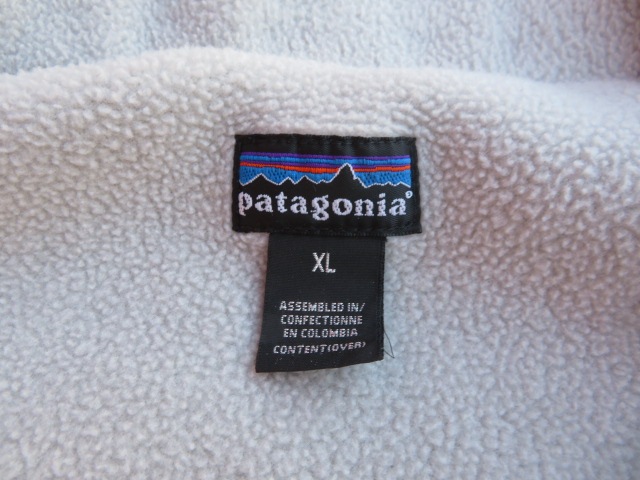 patagonia®
XL
ASSEMBLED IN/
CONFECTIONNE
EN COLOMBIA
CONTENT(OVER)